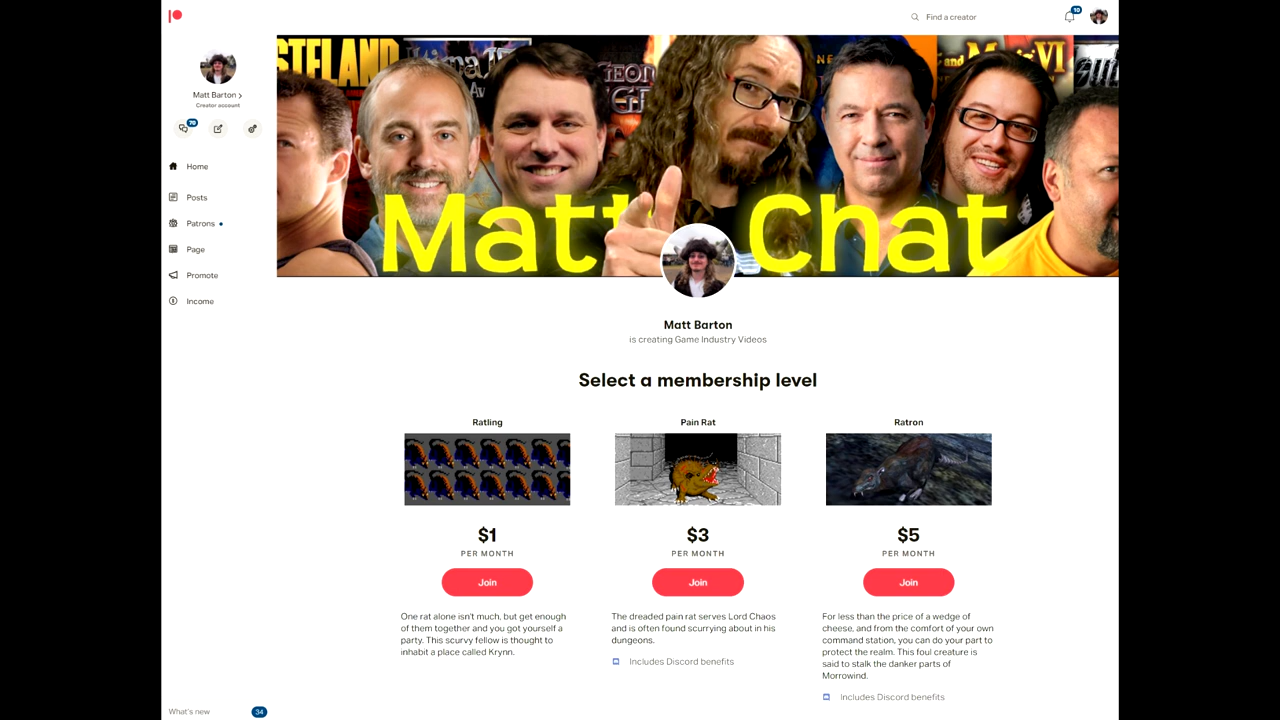 Find a creator
10
Matt Barton
Creator account
70
Home
Posts
Patrons
Page
Promote
Income
What's new
34
WASTELAND
Ultima IV
and Magic VI
Matt Chat
Matt Barton
is creating Game Industry Videos
Select a membership level
Ratling
$1
PER MONTH
Join
One rat alone isn't much, but get enough
of them together and you got yourself a
party. This scurvy fellow is thought to
inhabit a place called Krynn.
Pain Rat
$3
PER MONTH
Join
The dreaded pain rat serves Lord Chaos
and is often found scurrying about in his
dungeons.
Includes Discord benefits
Ratron
$5
PER MONTH
Join
For less than the price of a wedge of
cheese, and from the comfort of your own
command station, you can do your part to
protect the realm. This foul creature is
said to stalk the danker parts of
Morrowind.
Includes Discord benefits